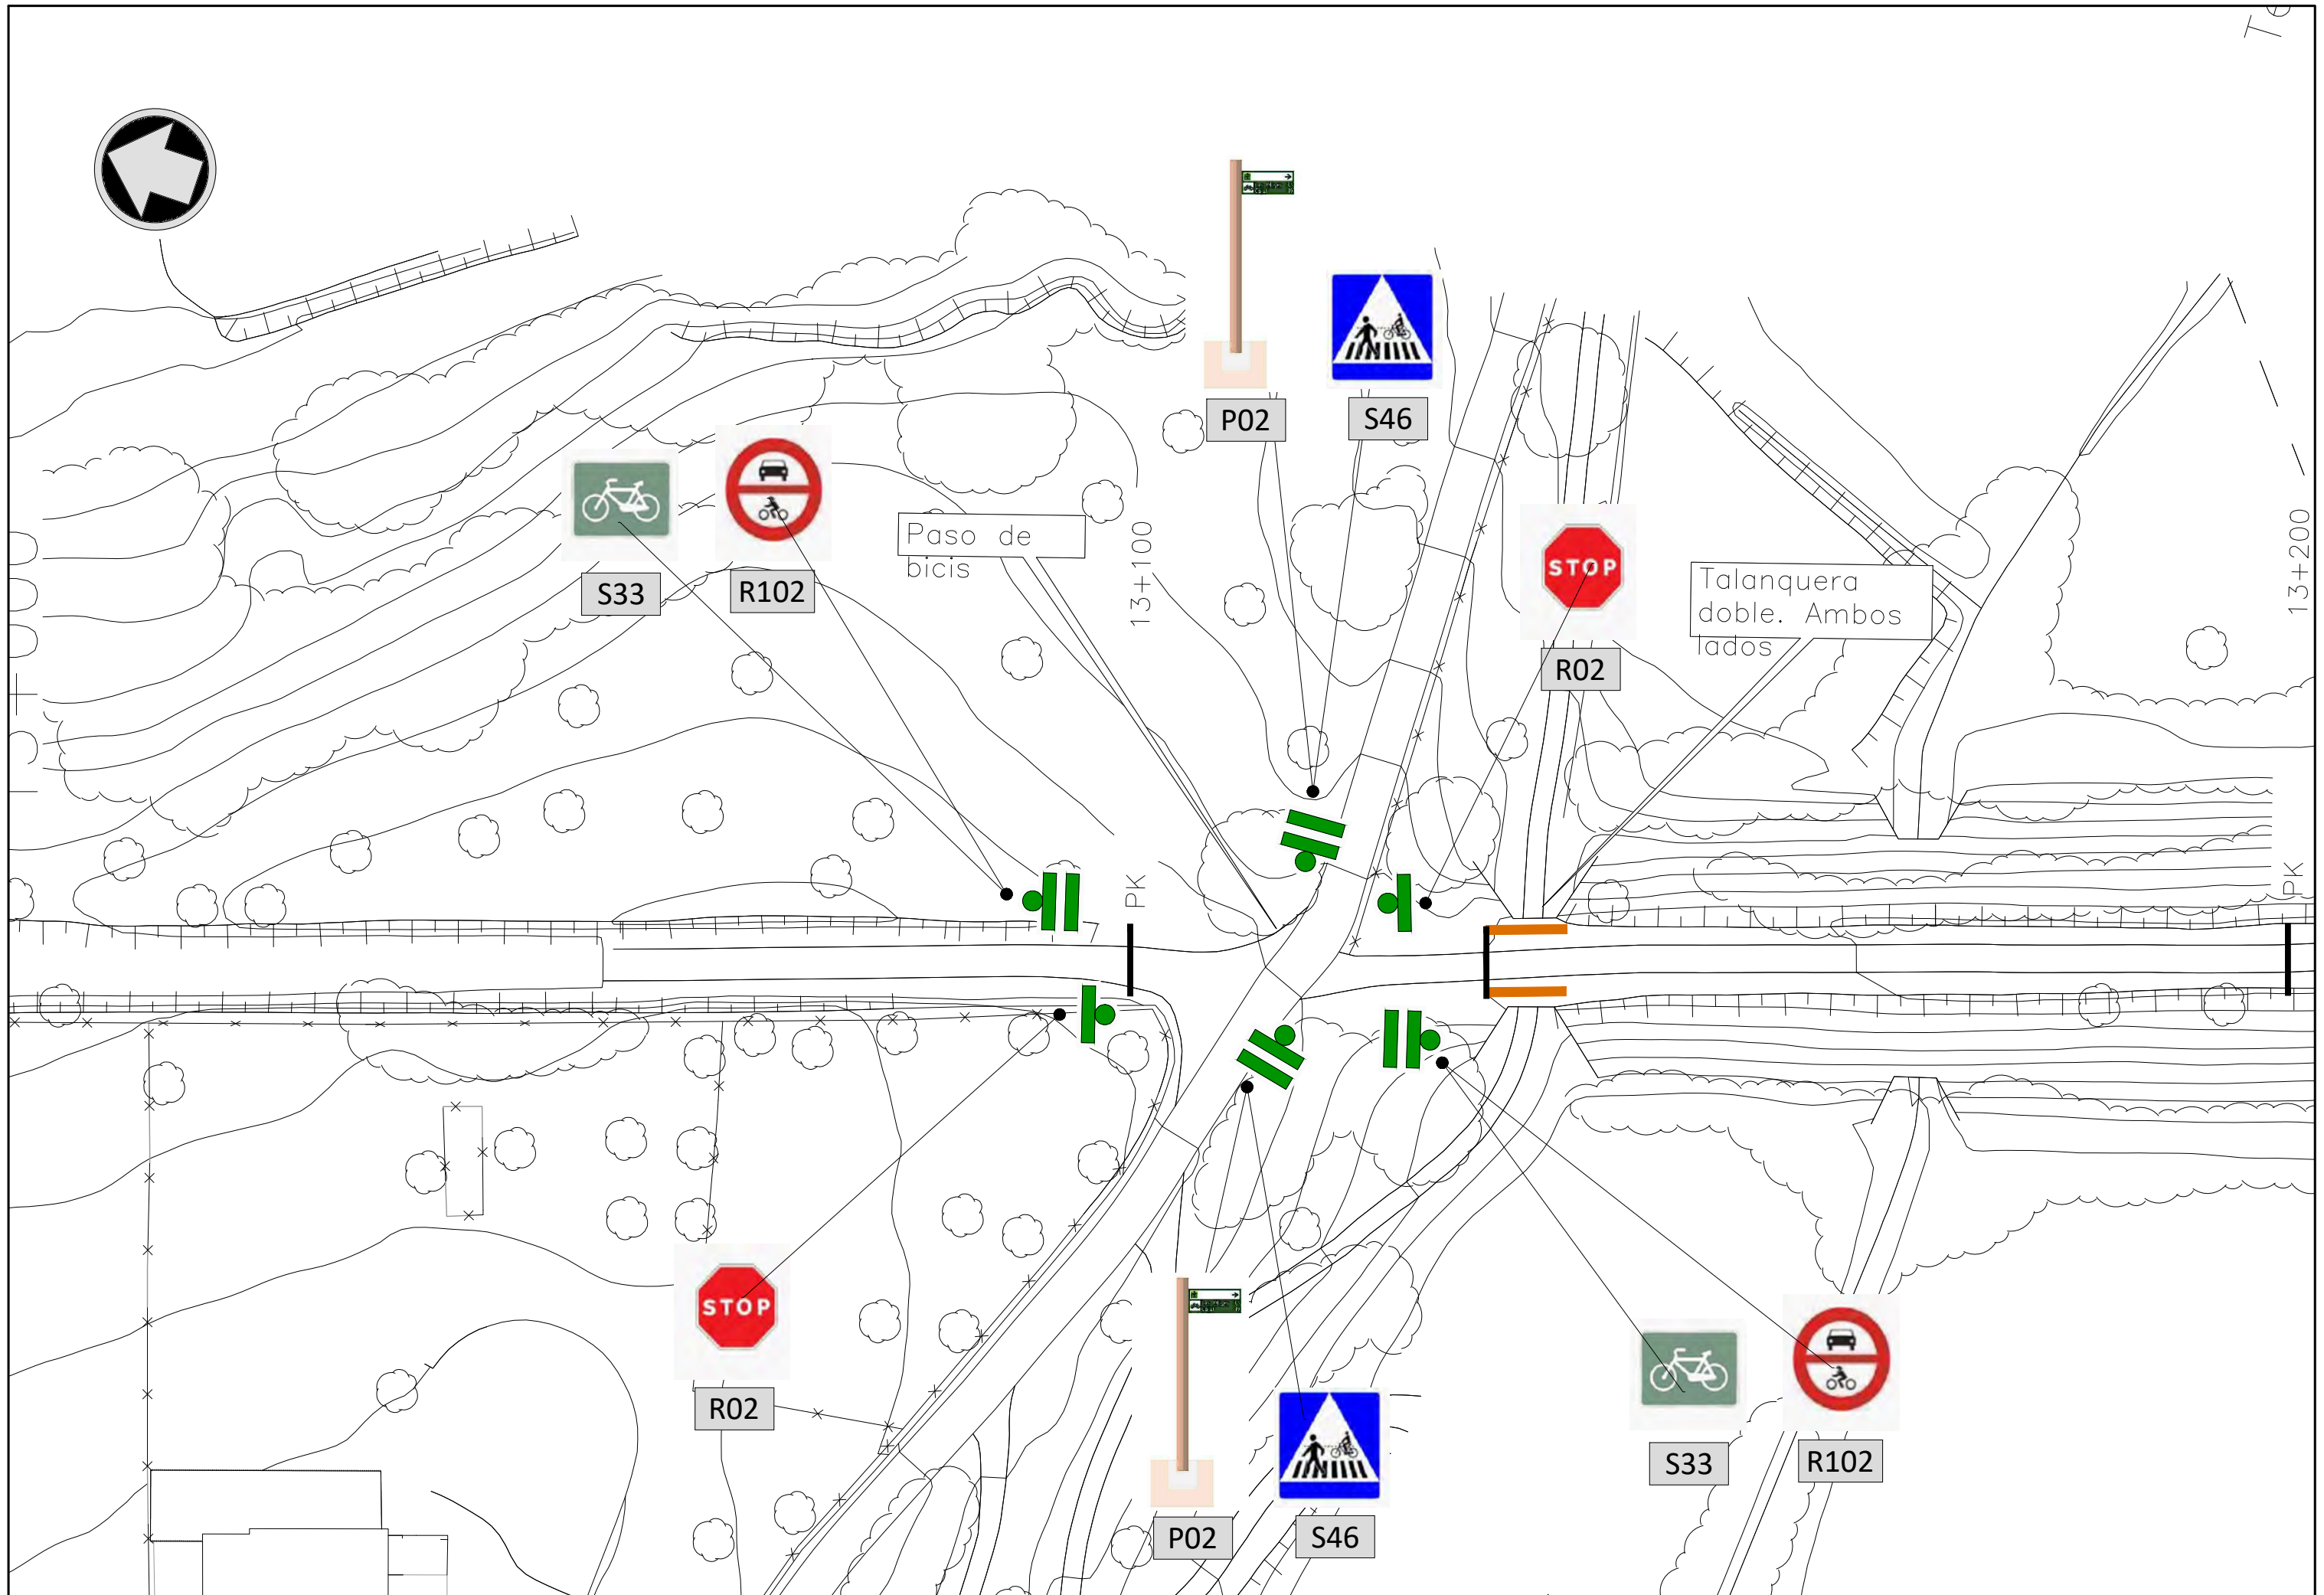 P02
S46
S33
R102
Paso de
bicis
13+100
STOP
R02
Talanquera
doble. Ambos
lados
13+200
PK
PK
STOP
R02
P02
S46
S33
R102